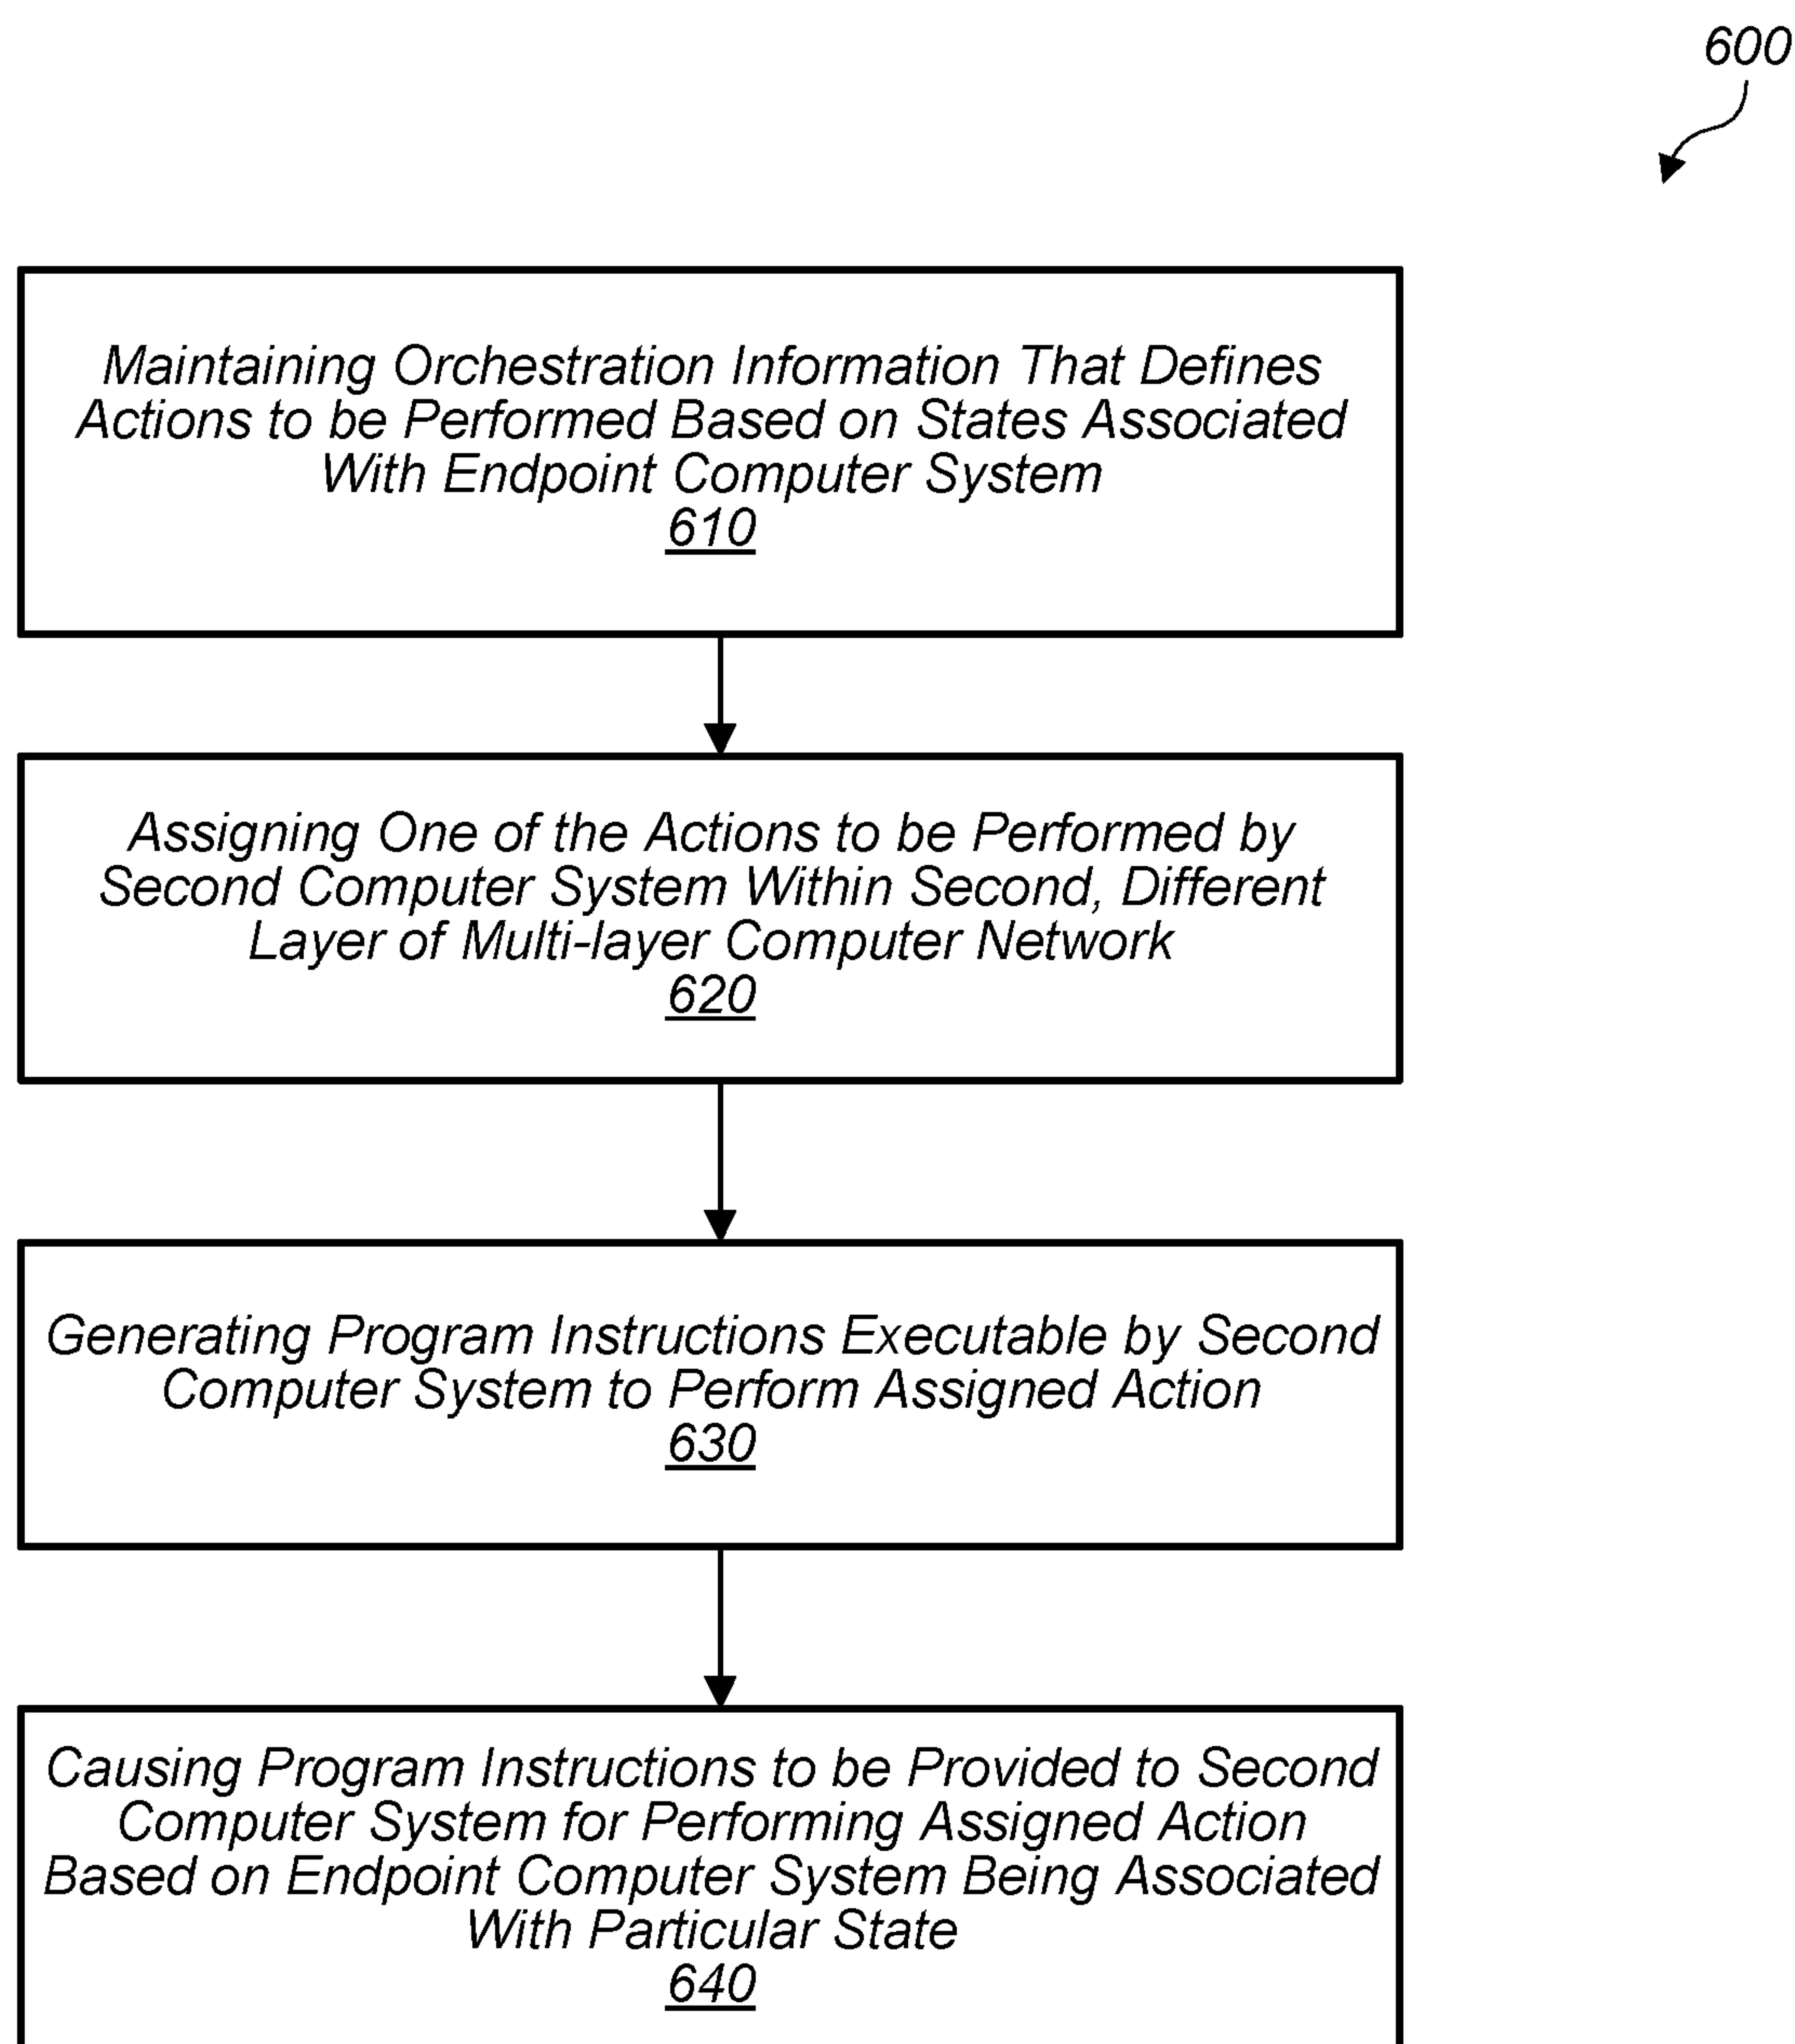 600
Maintaining Orchestration Information That Defines
Actions to be Performed Based on States Associated
With Endpoint Computer System
610
Assigning One of the Actions to be Performed by
Second Computer System Within Second, Different
Layer of Multi-layer Computer Network
620
Generating Program Instructions Executable by Second
Computer System to Perform Assigned Action
630
Causing Program Instructions to be Provided to Second
Computer System for Performing Assigned Action
Based on Endpoint Computer System Being Associated
With Particular State
640